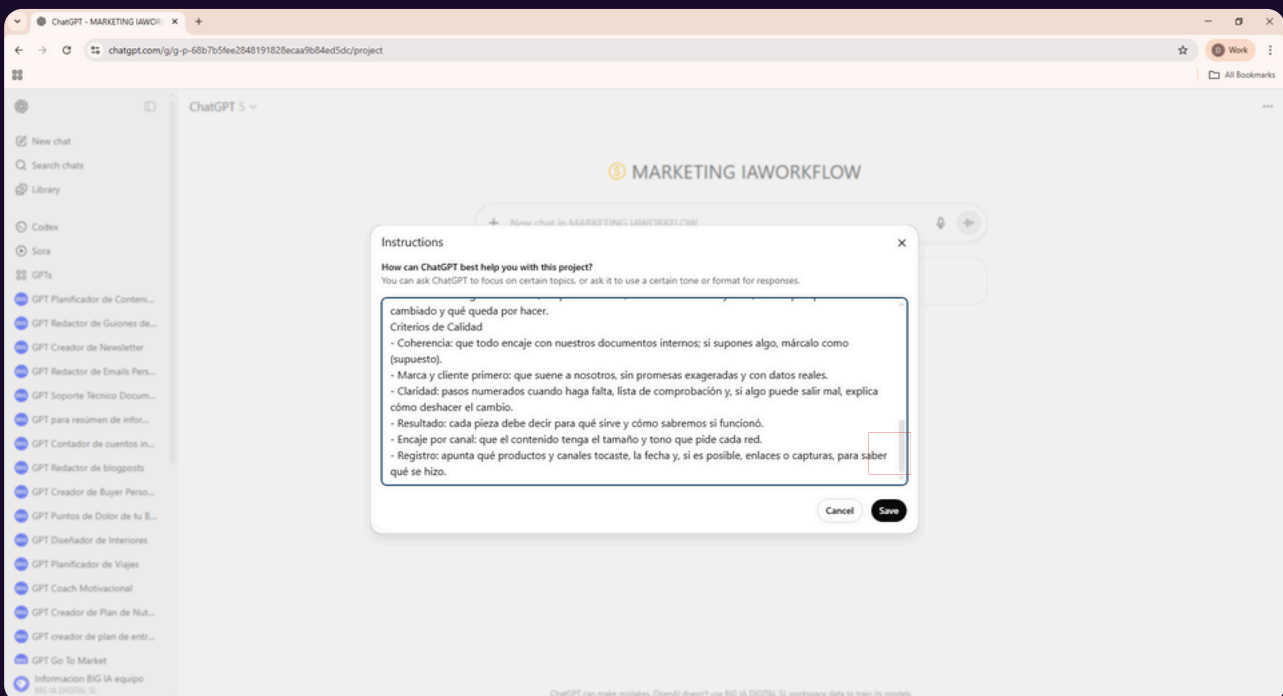 ChatGPT - MARKETING IAWOR
chatgpt.com/g/g-p-68b7b5fee2848191828ecaa9b84ed5dc/project
Work
All Bookmarks
ChatGPT 5
New chat
Search chats
Library
Codex
Sora
GPTs
GPT Planificador de Conteni...
GPT Redactor de Guiones de...
GPT Creador de Newsletter
GPT Redactor de Emails Pers...
GPT Soporte Técnico Docum...
GPT para resúmen de infor...
GPT Contador de cuentos in...
GPT Redactor de blogposts
GPT Creador de Buyer Perso...
GPT Puntos de Dolor de tu B...
GPT Diseñador de Interiores
GPT Planificador de Viajes
GPT Coach Motivacional
GPT Creador de Plan de Nut...
GPT creador de plan de entr...
GPT Go To Market
Informacion BIG IA equipo
BIG IA DIGITAL SL
MARKETING IAWORKFLOW
New chat in MARKETING IAWORKFLOW
Instructions
How can ChatGPT best help you with this project?
You can ask ChatGPT to focus on certain topics, or ask it to use a certain tone or format for responses.
cambiado y qué queda por hacer.
Criterios de Calidad
- Coherencia: que todo encaje con nuestros documentos internos; si supones algo, márcalo como
(supuesto).
- Marca y cliente primero: que suene a nosotros, sin promesas exageradas y con datos reales.
- Claridad: pasos numerados cuando haga falta, lista de comprobación y, si algo puede salir mal, explica
cómo deshacer el cambio.
- Resultado: cada pieza debe decir para qué sirve y cómo sabremos si funcionó.
- Encaje por canal: que el contenido tenga el tamaño y tono que pide cada red.
- Registro: apunta qué productos y canales tocaste, la fecha y, si es posible, enlaces o capturas, para saber
qué se hizo.
Cancel
Save
ChatGPT can make mistakes. OpenAI doesn't use BIG IA DIGITAL SL workspace data to train its models.